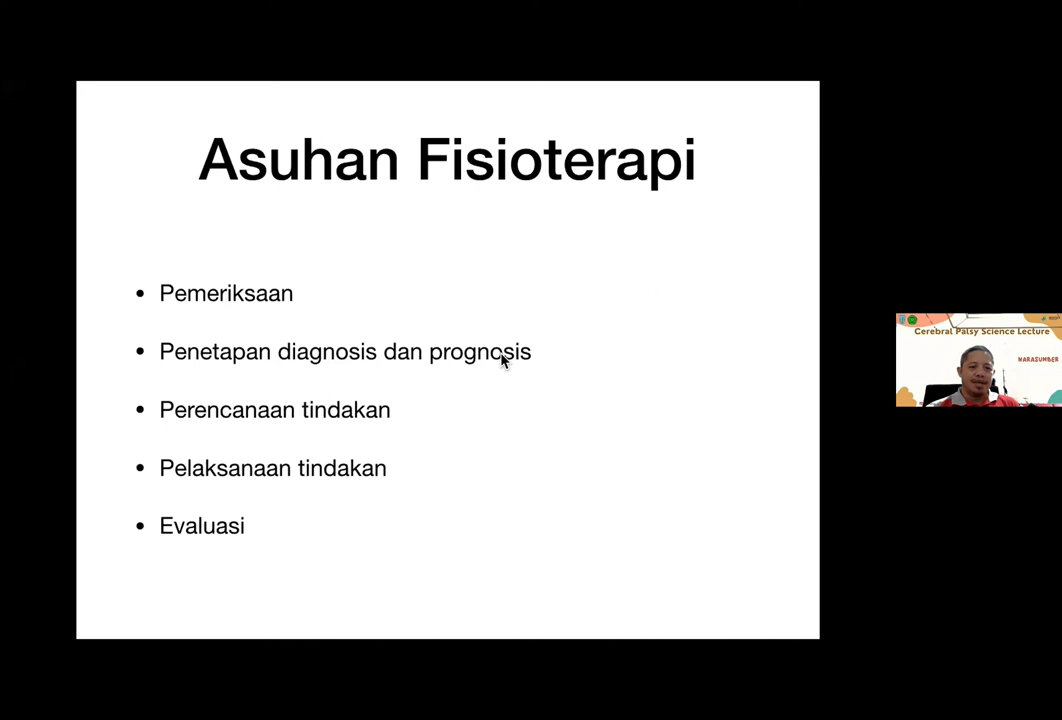 Asuhan Fisioterapi
• Pemeriksaan
• Penetapan diagnosis dan prognosis
• Perencanaan tindakan
• Pelaksanaan tindakan
• Evaluasi
Cerebral Palsy Science Lecture
NARASUMBER